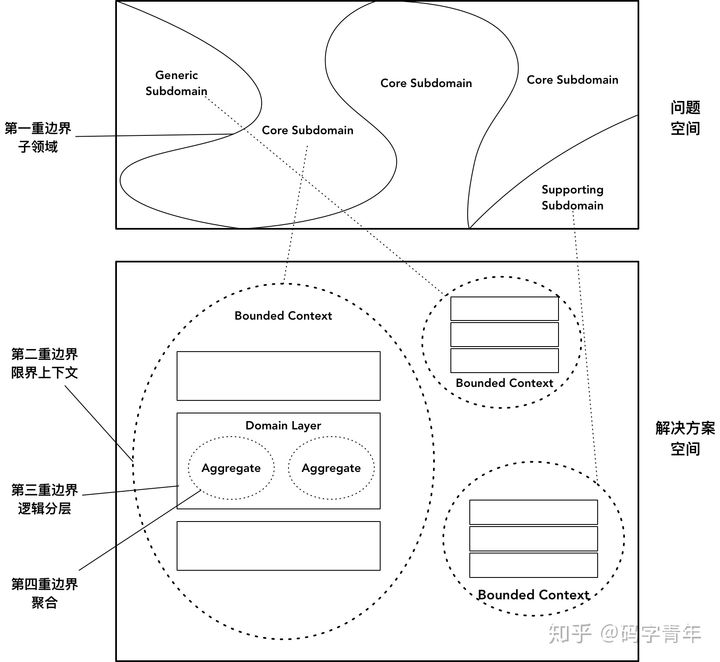 Generic
Subdomain
Core Subdomain
Core Subdomain
Core Subdomain
Supporting
Subdomain
问题
空间
第一重边界
子领域
Bounded Context
Domain Layer
Aggregate
Aggregate
Bounded Context
Bounded Context
第二重边界
限界上下文
第三重边界
逻辑分层
第四重边界
聚合
解决方案
空间
知乎 @码字青年